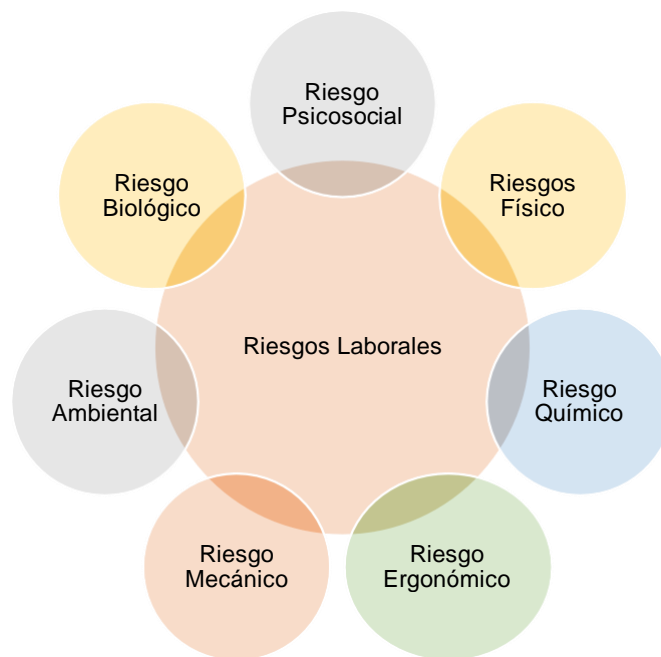 Riesgo
Psicosocial
Riesgos
Físico
Riesgo
Químico
Riesgo
Ergonómico
Riesgo
Mecánico
Riesgo
Ambiental
Riesgo
Biológico
Riesgos Laborales